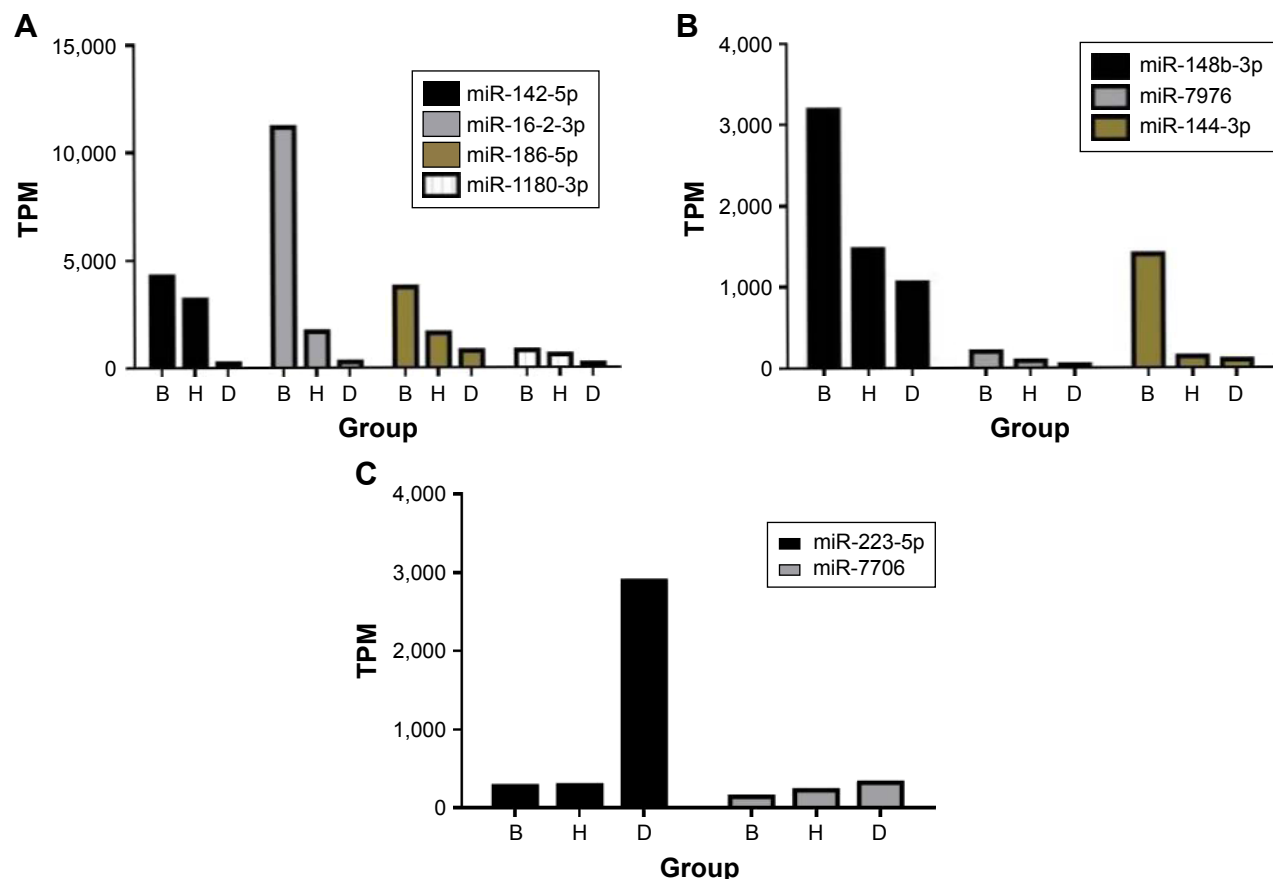 A
15,000
10,000
5,000
0
TPM
miR-142-5p
miR-16-2-3p
miR-186-5p
miR-1180-3p
B H D B H D B H D B H D
Group
B
4,000
3,000
2,000
1,000
0
TPM
miR-148b-3p
miR-7976
miR-144-3p
B H D B H D B H D
Group
C
4,000
3,000
2,000
1,000
0
TPM
miR-223-5p
miR-7706
B H D B H D
Group